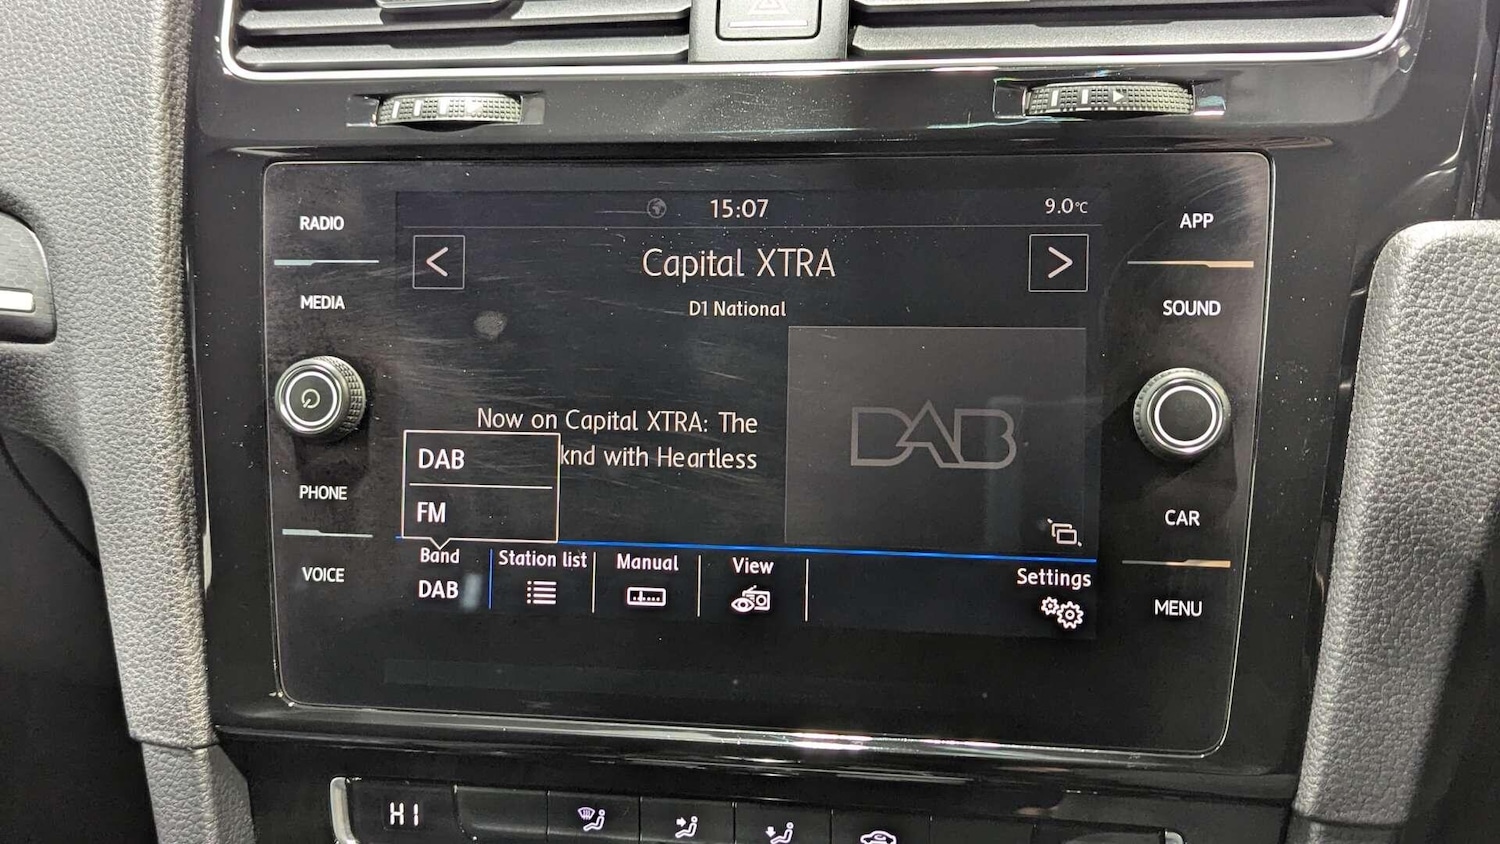 15:07
9.0°C
RADIO
MEDIA
PHONE
VOICE
Capital XTRA
D1 National
Now on Capital XTRA: The
knd with Heartless
DAB
DAB
FM
Band
DAB
Station list
Manual
View
Settings
APP
SOUND
CAR
MENU
HI